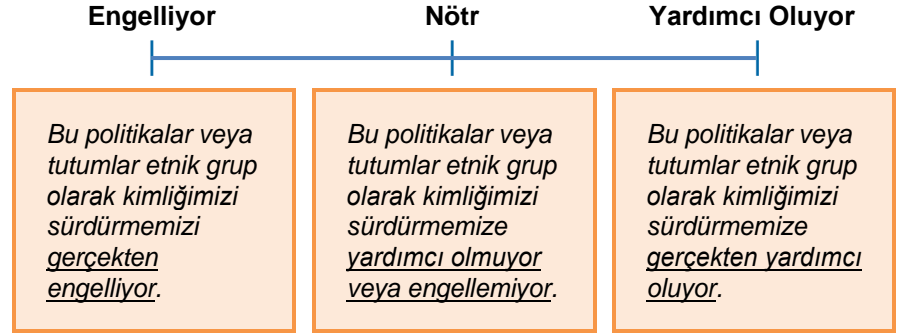 Engelliyor
Nötr
Yardımcı Oluyor
Bu politikalar veya
tutumlar etnik grup
olarak kimliğimizi
sürdürmemizi
gerçekten
engelliyor.
Bu politikalar veya
tutumlar etnik grup
olarak kimliğimizi
sürdürmemize
yardımcı olmuyor
veya engellemiyor.
Bu politikalar veya
tutumlar etnik grup
olarak kimliğimizi
sürdürmemize
gerçekten yardımcı
oluyor.